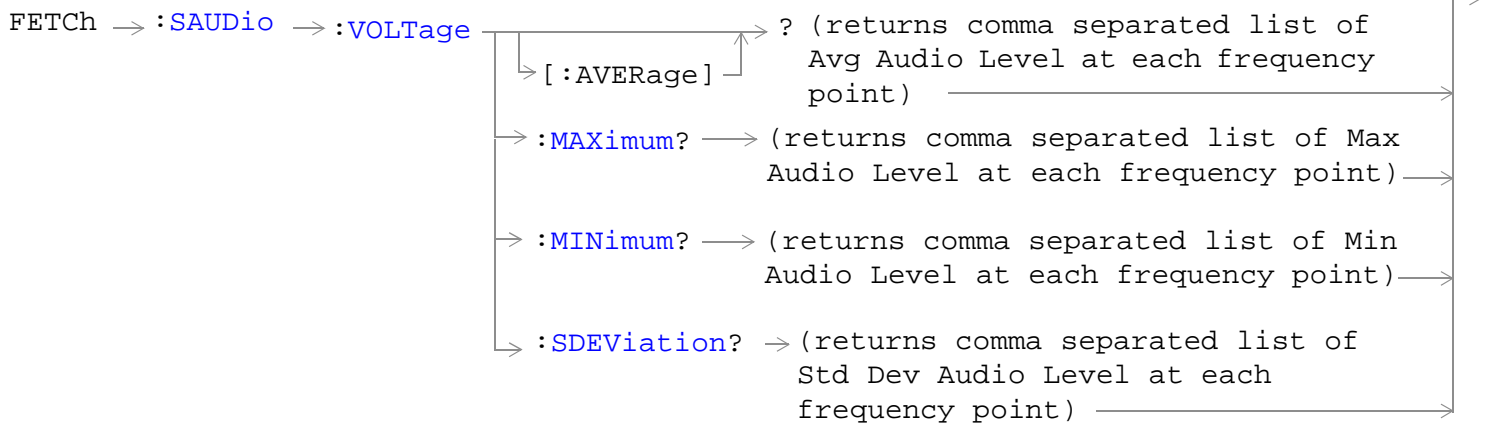 FETCh :SAUDio :VOLTage ? (returns comma separated list of
Avg Audio Level at each frequency
[:AVERage]
point)
:MAXimum? (returns comma separated list of Max
Audio Level at each frequency point)
:MINimum? (returns comma separated list of Min
Audio Level at each frequency point)
:SDEViation? (returns comma separated list of
Std Dev Audio Level at each
frequency point)